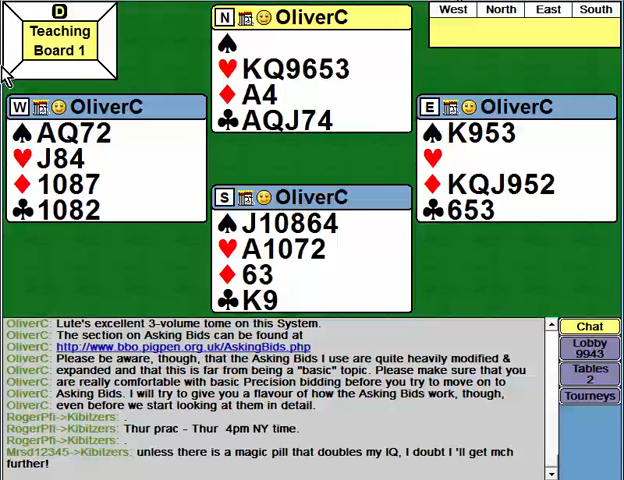 D
Teaching
Board 1
N OliverC
♠
♥ KQ9653
♦ A4
♣ AQJ74
West North East South
W OliverC
♠ AQ72
♥ J84
♦ 1087
♣ 1082
E OliverC
♠ K953
♥
♦ KQJ952
♣ 653
S OliverC
♠ J10864
♥ A1072
♦ 63
♣ K9
OliverC: Lute's excellent 3-volume tome on this System.
OliverC: The section on Asking Bids can be found at
OliverC: http://www.bbo.pigpen.org.uk/AskingBids.php
OliverC: Please be aware, though, that the Asking Bids I use are quite heavily modified &
OliverC: expanded and that this is far from being a "basic" topic. Please make sure that you
OliverC: are really comfortable with basic Precision bidding before you try to move on to
OliverC: Asking Bids. I will try to give you a flavour of how the Asking Bids work, though,
OliverC: even before we start looking at them in detail.
RogerPfi->Kibitzers: .
RogerPfi->Kibitzers: Thur prac - Thur 4pm NY time.
RogerPfi->Kibitzers: .
Mrsd12345->Kibitzers: unless there is a magic pill that doubles my IQ, I doubt I 'll get mch
further!
Chat
Lobby
9943
Tables
2
Tourneys